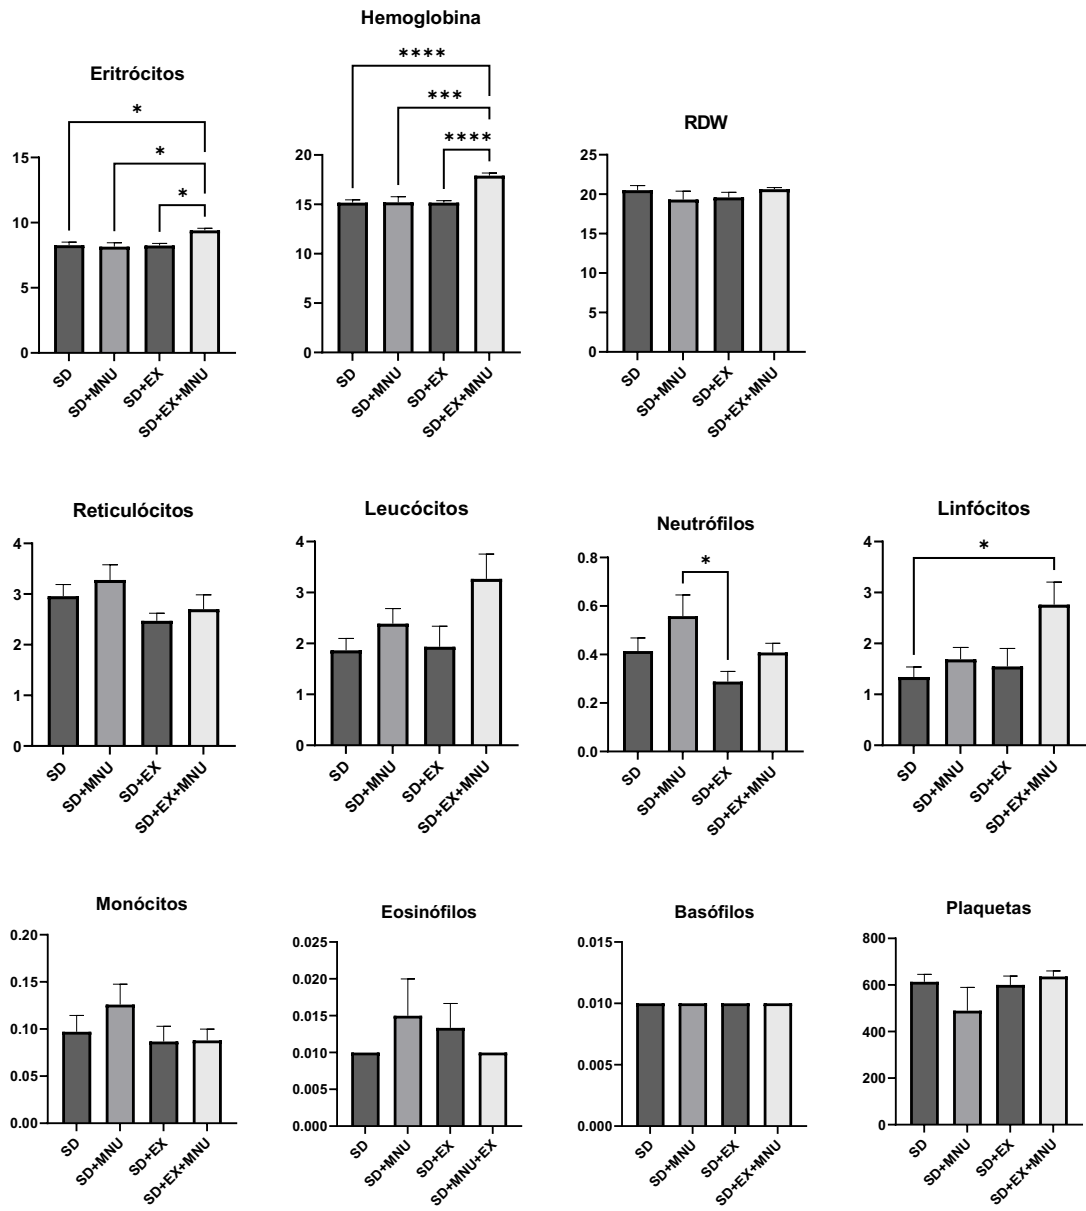 Eritrócitos
*
*
*
15
10
5
0
SD
SD+MNU
SD+EX
SD+EX+MNU
Hemoglobina
****
***
****
20
15
10
5
0
SD
SD+MNU
SD+EX
SD+EX+MNU
RDW
25
20
15
10
5
0
SD
SD+MNU
SD+EX
SD+EX+MNU
Reticulócitos
4
3
2
1
0
SD
SD+MNU
SD+EX
SD+EX+MNU
Leucócitos
4
3
2
1
0
SD
SD+MNU
SD+EX
SD+EX+MNU
Neutrófilos
*
0.8
0.6
0.4
0.2
0.0
SD
SD+MNU
SD+EX
SD+EX+MNU
Linfócitos
*
4
3
2
1
0
SD
SD+MNU
SD+EX
SD+EX+MNU
Monócitos
0.20
0.15
0.10
0.05
0.00
SD
SD+MNU
SD+EX
SD+EX+MNU
Eosinófilos
0.025
0.020
0.015
0.010
0.005
0.000
SD
SD+MNU
SD+EX
SD+MNU+EX
Basófilos
0.015
0.010
0.005
0.000
SD
SD+MNU
SD+EX
SD+EX+MNU
Plaquetas
800
600
400
200
0
SD
SD+MNU
SD+EX
SD+EX+MNU